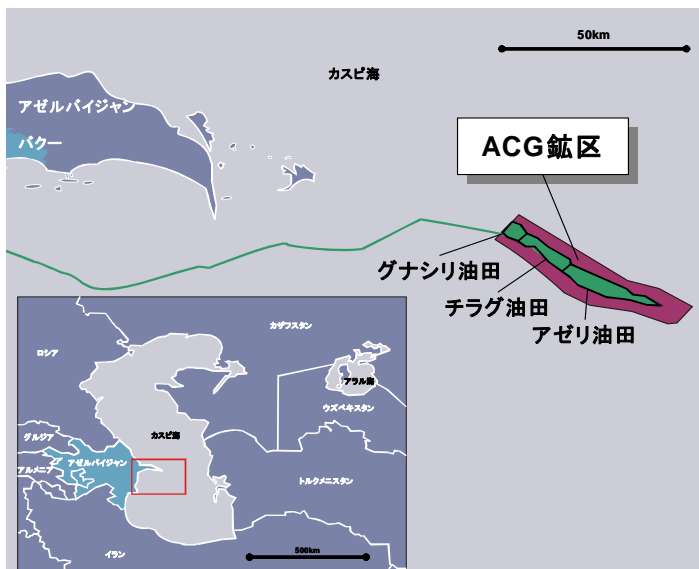 50km
カスピ海
アゼルバイジャン
バクー
ACG鉱区
グナシリ油田
チラグ油田
アゼリ油田
カザフスタン
ロシア
アラル海
ウズベキスタン
カスピ海
グルジア
アゼルバイジャン
アルメニア
トルクメニスタン
イラン
500km